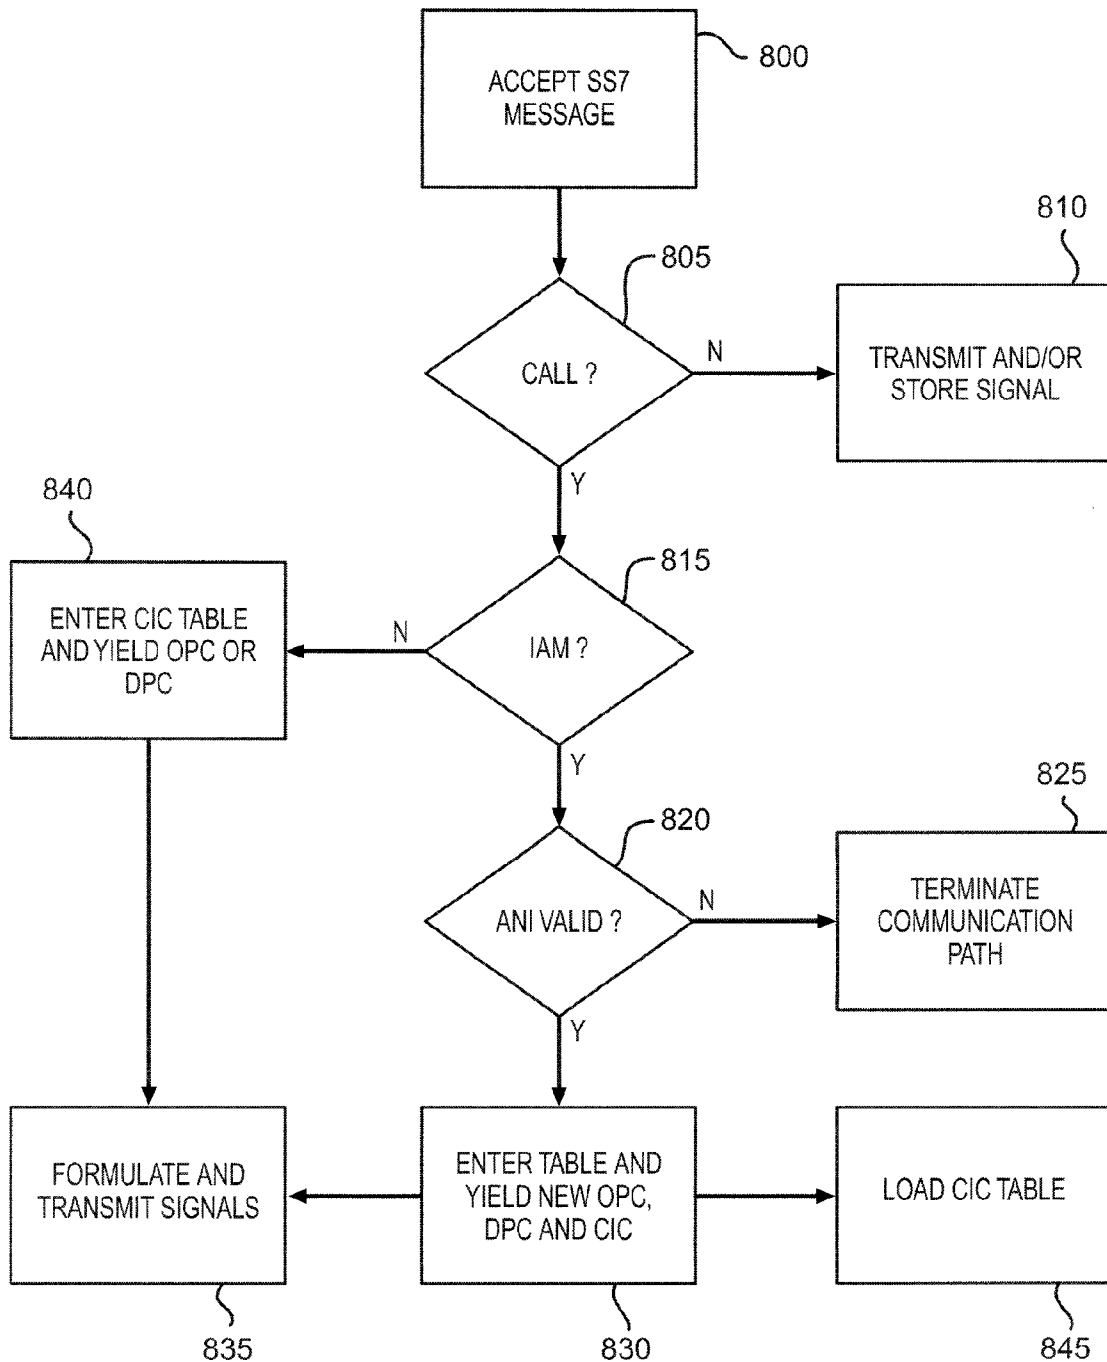 ACCEPT SS7
MESSAGE
800
CALL ?
805
N
TRANSMIT AND/OR
STORE SIGNAL
810
Y
IAM ?
815
N
ENTER CIC TABLE
AND YIELD OPC OR
DPC
840
Y
ANI VALID ?
820
N
TERMINATE
COMMUNICATION
PATH
825
Y
FORMULATE AND
TRANSMIT SIGNALS
835
ENTER TABLE AND
YIELD NEW OPC,
DPC AND CIC
830
LOAD CIC TABLE
845